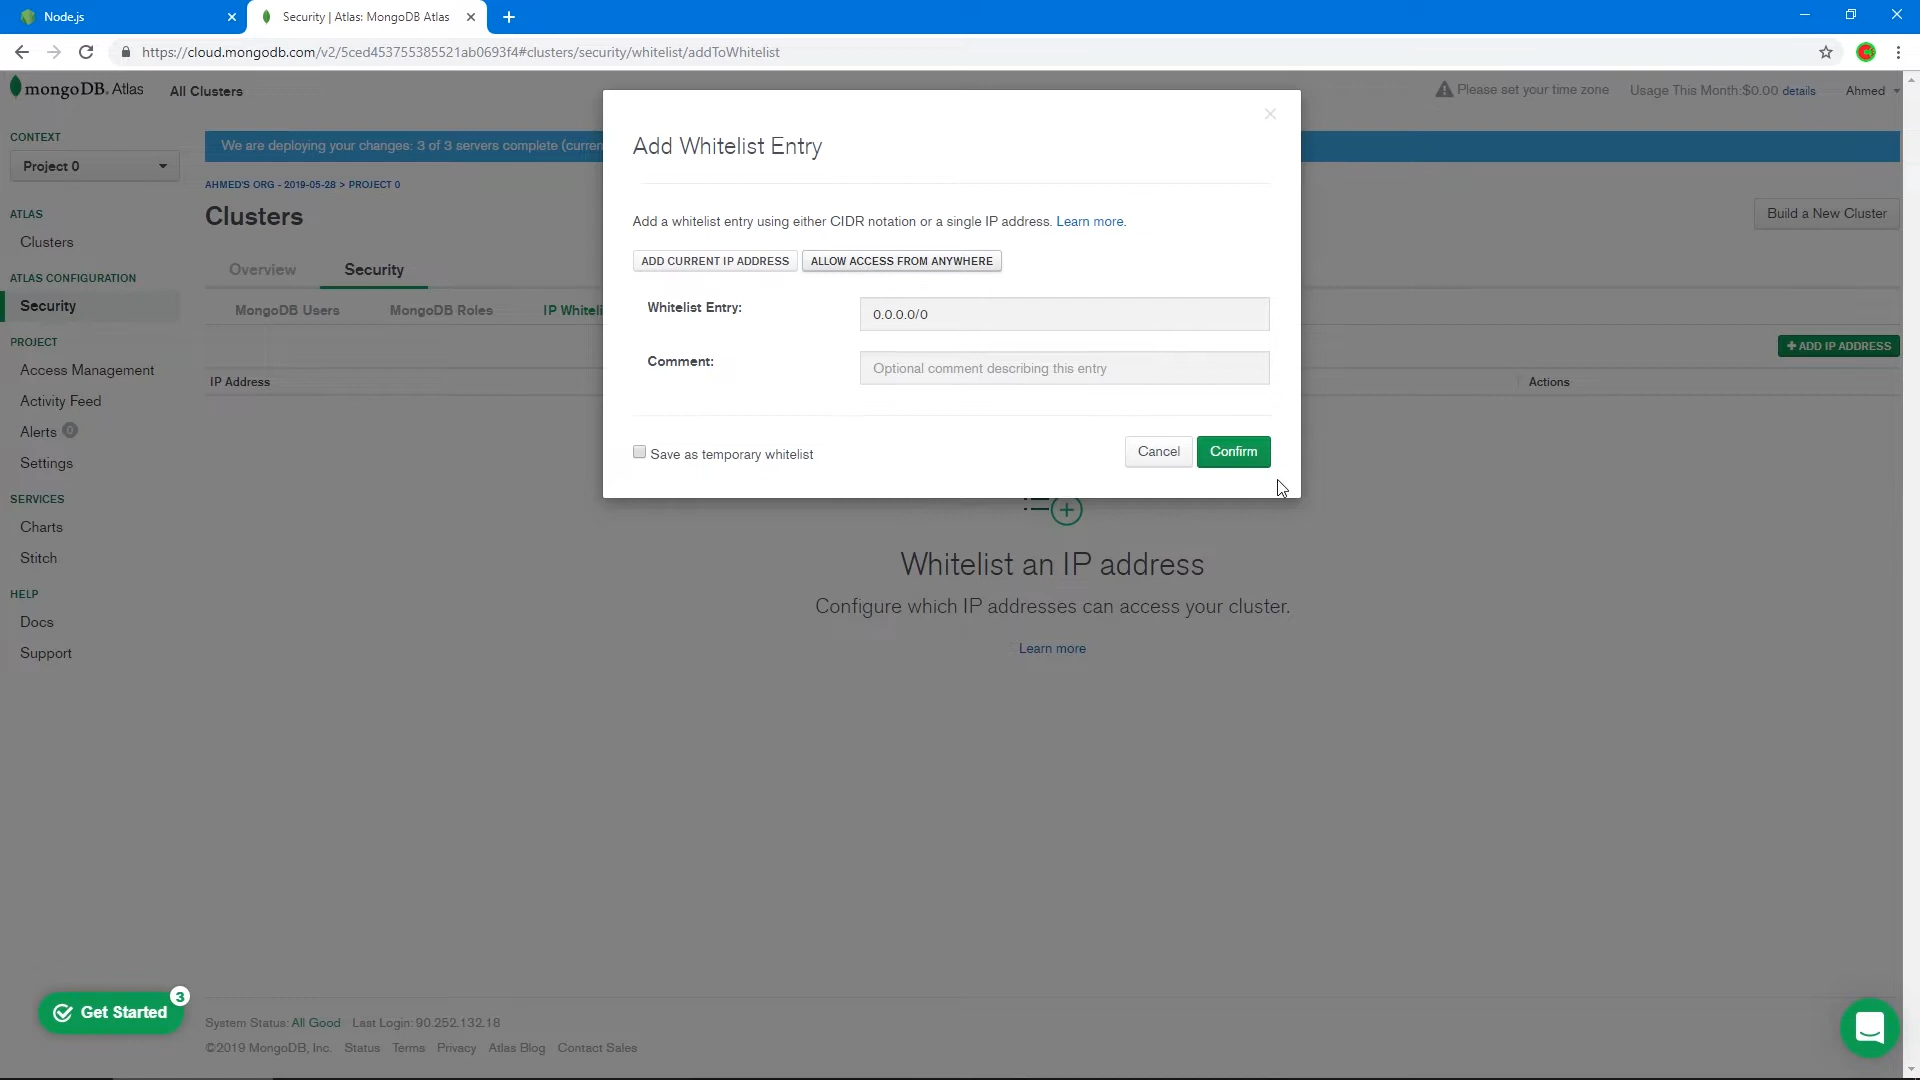 Node.js
Security | Atlas: MongoDB Atlas
https://cloud.mongodb.com/v2/5ced453755385521ab0693f4#clusters/security/whitelist/addToWhitelist
mongoDB. Atlas
All Clusters
Please set your time zone
Usage This Month:$0.00 details
Ahmed
CONTEXT
Project 0
ATLAS
Clusters
ATLAS CONFIGURATION
Security
PROJECT
Access Management
Activity Feed
Alerts 0
Settings
SERVICES
Charts
Stitch
HELP
Docs
Support
Get Started
3
We are deploying your changes: 3 of 3 servers complete
AHMED'S ORG - 2019-05-28 > PROJECT 0
Clusters
Build a New Cluster
Overview
Security
MongoDB Users
MongoDB Roles
IP Whiteli
+ ADD IP ADDRESS
IP Address
Actions
Add Whitelist Entry
Add a whitelist entry using either CIDR notation or a single IP address. Learn more.
ADD CURRENT IP ADDRESS
ALLOW ACCESS FROM ANYWHERE
Whitelist Entry:
0.0.0.0/0
Comment:
Optional comment describing this entry
Save as temporary whitelist
Cancel
Confirm
Whitelist an IP address
Configure which IP addresses can access your cluster.
Learn more
System Status: All Good Last Login: 90.252.132.18
©2019 MongoDB, Inc. Status Terms Privacy Atlas Blog Contact Sales